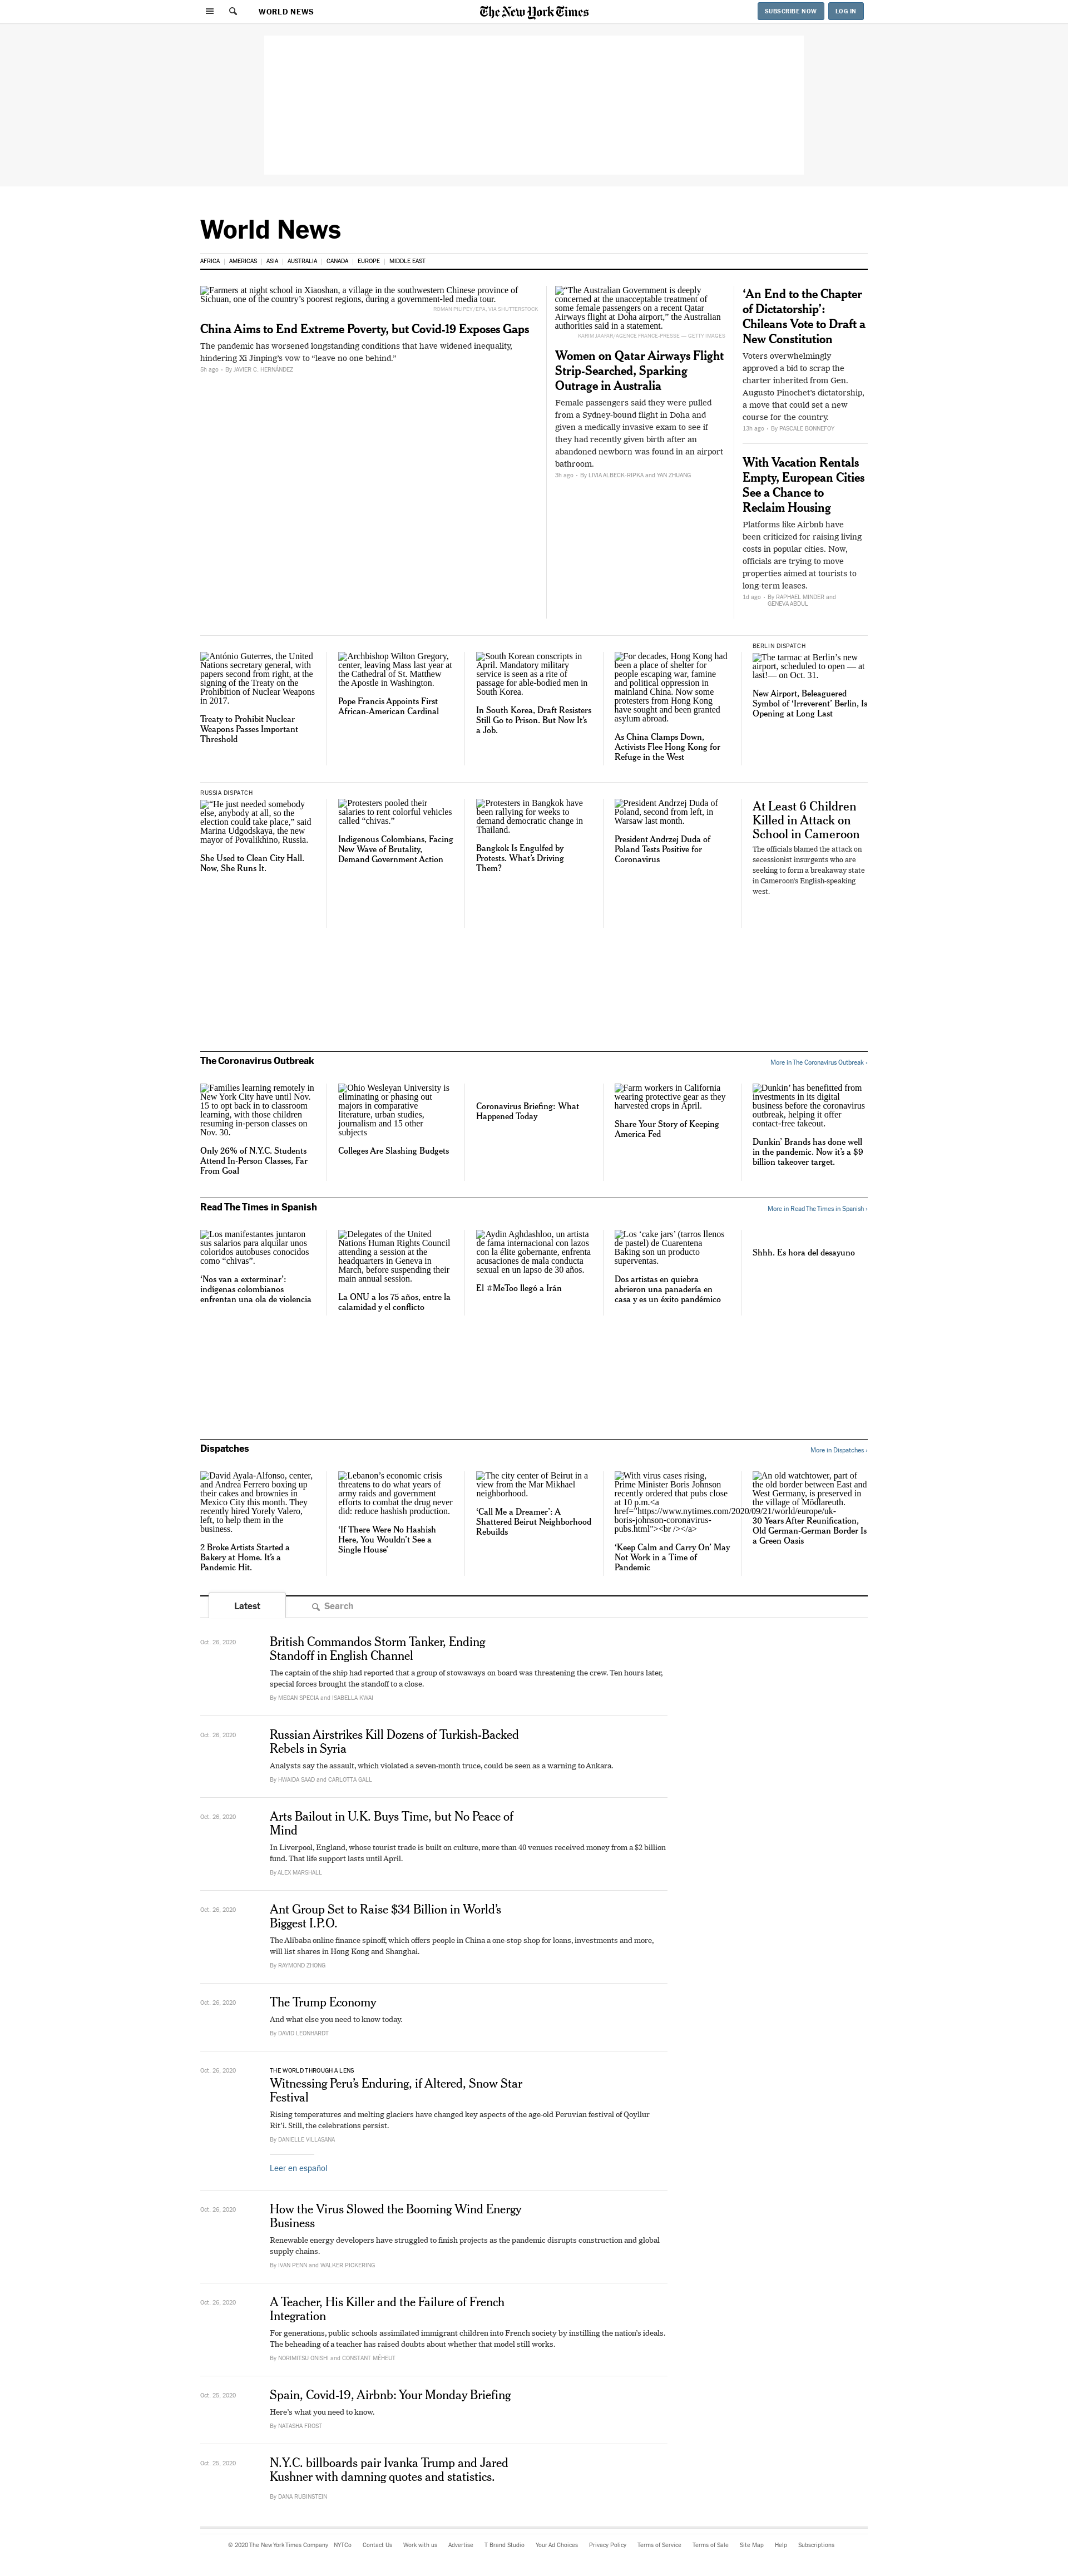 WORLD NEWS
The New York Times
SUBSCRIBE NOW
LOG IN
World News
AFRICA | AMERICAS | ASIA | AUSTRALIA | CANADA | EUROPE | MIDDLE EAST
Farmers at night school in Xiaoshan, a village in the southwestern Chinese province of
Sichuan, one of the country’s poorest regions, during a government-led media tour.
ROMAN PILIPEY/EPA, VIA SHUTTERSTOCK
China Aims to End Extreme Poverty, but Covid-19 Exposes Gaps
The pandemic has worsened longstanding conditions that have widened inequality,
hindering Xi Jinping’s vow to “leave no one behind.”
5h ago • By JAVIER C. HERNÁNDEZ
“The Australian Government is deeply
concerned at the unacceptable treatment of
some female passengers on a recent Qatar
Airways flight at Doha airport,” the Australian
authorities said in a statement.
KARIM JAAFAR/AGENCE FRANCE-PRESSE — GETTY IMAGES
Women on Qatar Airways Flight
Strip-Searched, Sparking
Outrage in Australia
Female passengers said they were pulled
from a Sydney-bound flight in Doha and
given a medically invasive exam to see if
they had recently given birth after an
abandoned newborn was found in an airport
bathroom.
3h ago • By LIVIA ALBECK-RIPKA and YAN ZHUANG
‘An End to the Chapter
of Dictatorship’:
Chileans Vote to Draft a
New Constitution
Voters overwhelmingly
approved a bid to scrap the
charter inherited from Gen.
Augusto Pinochet’s dictatorship,
a move that could set a new
course for the country.
13h ago • By PASCALE BONNEFOY
With Vacation Rentals
Empty, European Cities
See a Chance to
Reclaim Housing
Platforms like Airbnb have
been criticized for raising living
costs in popular cities. Now,
officials are trying to move
properties aimed at tourists to
long-term leases.
1d ago • By RAPHAEL MINDER and
GENEVA ABDUL
António Guterres, the United
Nations secretary general, with
papers second from right, at the
signing of the Treaty on the
Prohibition of Nuclear Weapons
in 2017.
Treaty to Prohibit Nuclear
Weapons Passes Important
Threshold
Archbishop Wilton Gregory,
center, leaving Mass last year at
the Cathedral of St. Matthew
the Apostle in Washington.
Pope Francis Appoints First
African-American Cardinal
South Korean conscripts in
April. Mandatory military
service is seen as a rite of
passage for able-bodied men in
South Korea.
In South Korea, Draft Resisters
Still Go to Prison. But Now It’s
a Job.
For decades, Hong Kong had
been a place of shelter for
people escaping war, famine
and political oppression in
mainland China. Now some
protesters from Hong Kong
have sought and been granted
asylum abroad.
As China Clamps Down,
Activists Flee Hong Kong for
Refuge in the West
BERLIN DISPATCH
The tarmac at Berlin’s new
airport, scheduled to open — at
last!— on Oct. 31.
New Airport, Beleaguered
Symbol of ‘Irreverent’ Berlin, Is
Opening at Long Last
RUSSIA DISPATCH
“He just needed somebody
else, anybody at all, so the
election could take place,” said
Marina Udgodskaya, the new
mayor of Povalikhino, Russia.
She Used to Clean City Hall.
Now, She Runs It.
Protesters pooled their
salaries to rent colorful vehicles
called “chivas.”
Indigenous Colombians, Facing
New Wave of Brutality,
Demand Government Action
Protesters in Bangkok have
been rallying for weeks to
demand democratic change in
Thailand.
Bangkok Is Engulfed by
Protests. What’s Driving
Them?
President Andrzej Duda of
Poland, second from left, in
Warsaw last month.
President Andrzej Duda of
Poland Tests Positive for
Coronavirus
At Least 6 Children
Killed in Attack on
School in Cameroon
The officials blamed the attack on
secessionist insurgents who are
seeking to form a breakaway state
in Cameroon’s English-speaking
west.
The Coronavirus Outbreak
More in The Coronavirus Outbreak ›
Families learning remotely in
New York City have until Nov.
15 to opt back in to classroom
learning, with those children
resuming in-person classes on
Nov. 30.
Only 26% of N.Y.C. Students
Attend In-Person Classes, Far
From Goal
Ohio Wesleyan University is
eliminating or phasing out
majors in comparative
literature, urban studies,
journalism and 15 other
subjects
Colleges Are Slashing Budgets
Coronavirus Briefing: What
Happened Today
Farm workers in California
wearing protective gear as they
harvested crops in April.
Share Your Story of Keeping
America Fed
Dunkin’ has benefitted from
investments in its digital
business before the coronavirus
outbreak, helping it offer
contact-free takeout.
Dunkin’ Brands has done well
in the pandemic. Now it’s a $9
billion takeover target.
Read The Times in Spanish
More in Read The Times in Spanish ›
Los manifestantes juntaron
sus salarios para alquilar unos
coloridos autobuses conocidos
como “chivas”.
‘Nos van a exterminar’:
indígenas colombianos
enfrentan una ola de violencia
Delegates of the United
Nations Human Rights Council
attending a session at the
headquarters in Geneva in
March, before suspending their
main annual session.
La ONU a los 75 años, entre la
calamidad y el conflicto
Aydin Aghdashloo, un artista
de fama internacional con lazos
con la élite gobernante, enfrenta
acusaciones de mala conducta
sexual en un lapso de 30 años.
El #MeToo llegó a Irán
Los ‘cake jars’ (tarros llenos
de pastel) de Cuarentena
Baking son un producto
superventas.
Dos artistas en quiebra
abrieron una panadería en
casa y es un éxito pandémico
Shhh. Es hora del desayuno
Dispatches
More in Dispatches ›
David Ayala-Alfonso, center,
and Andrea Ferrero boxing up
their cakes and brownies in
Mexico City this month. They
recently hired Yorely Valero,
left, to help them in the
business.
2 Broke Artists Started a
Bakery at Home. It’s a
Pandemic Hit.
Lebanon’s economic crisis
threatens to do what years of
army raids and government
efforts to combat the drug never
did: reduce hashish production.
‘If There Were No Hashish
Here, You Wouldn’t See a
Single House’
The city center of Beirut in a
view from the Mar Mikhael
neighborhood.
‘Call Me a Dreamer’: A
Shattered Beirut Neighborhood
Rebuilds
With virus cases rising,
Prime Minister Boris Johnson
recently ordered that pubs close
at 10 p.m.<a
href="https://www.nytimes.com/2020/09/21/world/europe/uk-
boris-johnson-coronavirus-
pubs.html"><br /></a>
‘Keep Calm and Carry On’ May
Not Work in a Time of
Pandemic
An old watchtower, part of
the old border between East and
West Germany, is preserved in
the village of Mödlareuth.
30 Years After Reunification,
Old German-German Border Is
a Green Oasis
Latest
Search
Oct. 26, 2020
British Commandos Storm Tanker, Ending
Standoff in English Channel
The captain of the ship had reported that a group of stowaways on board was threatening the crew. Ten hours later,
special forces brought the standoff to a close.
By MEGAN SPECIA and ISABELLA KWAI
Oct. 26, 2020
Russian Airstrikes Kill Dozens of Turkish-Backed
Rebels in Syria
Analysts say the assault, which violated a seven-month truce, could be seen as a warning to Ankara.
By HWAIDA SAAD and CARLOTTA GALL
Oct. 26, 2020
Arts Bailout in U.K. Buys Time, but No Peace of
Mind
In Liverpool, England, whose tourist trade is built on culture, more than 40 venues received money from a $2 billion
fund. That life support lasts until April.
By ALEX MARSHALL
Oct. 26, 2020
Ant Group Set to Raise $34 Billion in World’s
Biggest I.P.O.
The Alibaba online finance spinoff, which offers people in China a one-stop shop for loans, investments and more,
will list shares in Hong Kong and Shanghai.
By RAYMOND ZHONG
Oct. 26, 2020
The Trump Economy
And what else you need to know today.
By DAVID LEONHARDT
Oct. 26, 2020
THE WORLD THROUGH A LENS
Witnessing Peru’s Enduring, if Altered, Snow Star
Festival
Rising temperatures and melting glaciers have changed key aspects of the age-old Peruvian festival of Qoyllur
Rit’i. Still, the celebrations persist.
By DANIELLE VILLASANA
Leer en español
Oct. 26, 2020
How the Virus Slowed the Booming Wind Energy
Business
Renewable energy developers have struggled to finish projects as the pandemic disrupts construction and global
supply chains.
By IVAN PENN and WALKER PICKERING
Oct. 26, 2020
A Teacher, His Killer and the Failure of French
Integration
For generations, public schools assimilated immigrant children into French society by instilling the nation’s ideals.
The beheading of a teacher has raised doubts about whether that model still works.
By NORIMITSU ONISHI and CONSTANT MÉHEUT
Oct. 25, 2020
Spain, Covid-19, Airbnb: Your Monday Briefing
Here’s what you need to know.
By NATASHA FROST
Oct. 25, 2020
N.Y.C. billboards pair Ivanka Trump and Jared
Kushner with damning quotes and statistics.
By DANA RUBINSTEIN
© 2020 The New York Times Company NYTCo Contact Us Work with us Advertise T Brand Studio Your Ad Choices Privacy Policy Terms of Service Terms of Sale Site Map Help Subscriptions